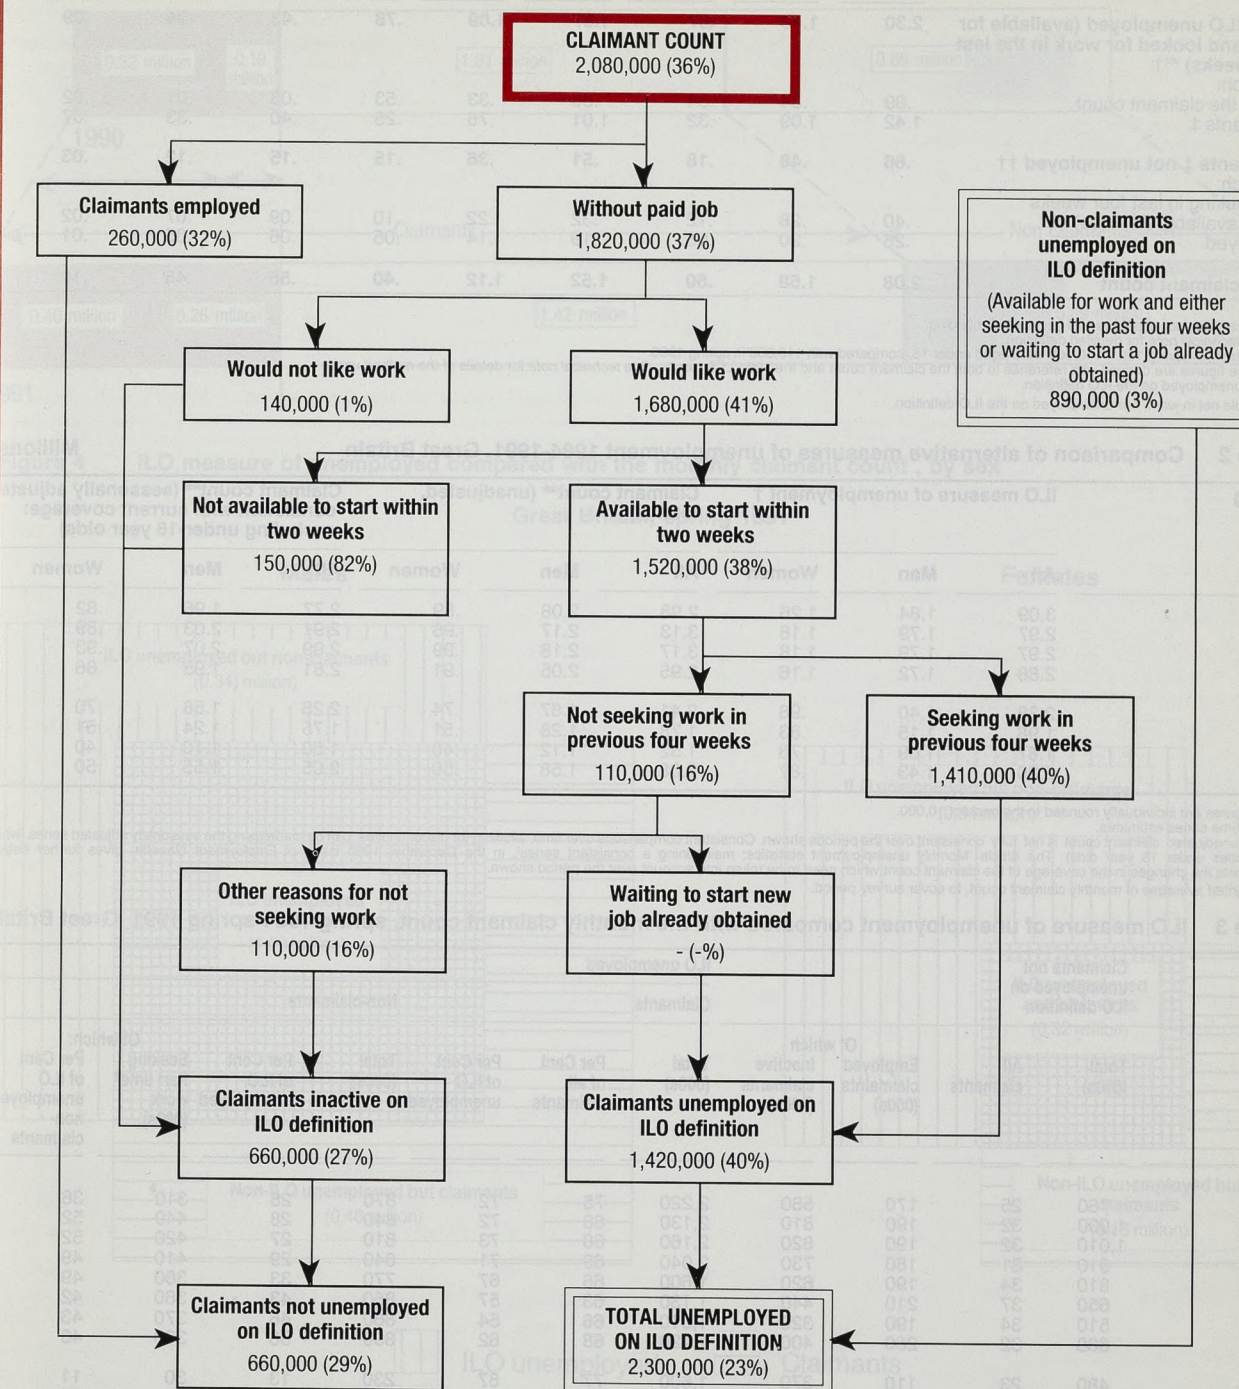 CLAIMANT COUNT
2,080,000 (36%)
Claimants employed
260,000 (32%)
Without paid job
1,820,000 (37%)
Non-claimants
unemployed on
ILO definition
(Available for work and either
seeking in the past four weeks
or waiting to start a job already
obtained)
890,000 (3%)
Would not like work
140,000 (1%)
Would like work
1,680,000 (41%)
Not available to start within
two weeks
150,000 (82%)
Available to start within
two weeks
1,520,000 (38%)
Not seeking work in
previous four weeks
110,000 (16%)
Seeking work in
previous four weeks
1,410,000 (40%)
Other reasons for not
seeking work
110,000 (16%)
Waiting to start new
job already obtained
- (-%)
Claimants inactive on
ILO definition
660,000 (27%)
Claimants unemployed on
ILO definition
1,420,000 (40%)
Claimants not unemployed
on ILO definition
660,000 (29%)
TOTAL UNEMPLOYED
ON ILO DEFINITION
2,300,000 (23%)